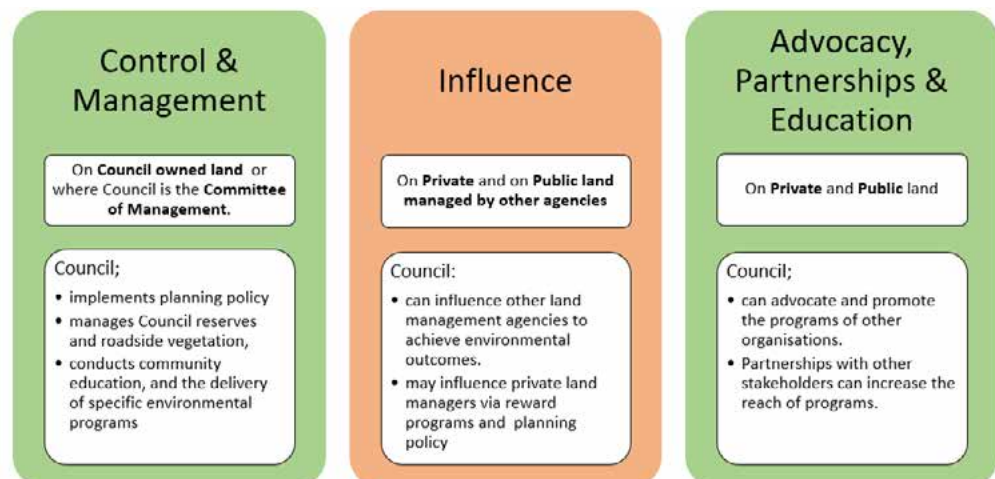 Control &
Management
On Council owned land or
where Council is the Committee
of Management.
Council;
• implements planning policy
• manages Council reserves
and roadside vegetation,
• conducts community
education, and the delivery
of specific environmental
programs
Influence
On Private and on Public land
managed by other agencies
Council:
• can influence other land
management agencies to
achieve environmental
outcomes.
• may influence private land
managers via reward
programs and planning
policy
Advocacy,
Partnerships &
Education
On Private and Public land
Council;
• can advocate and promote
the programs of other
organisations.
• Partnerships with other
stakeholders can increase the
reach of programs.